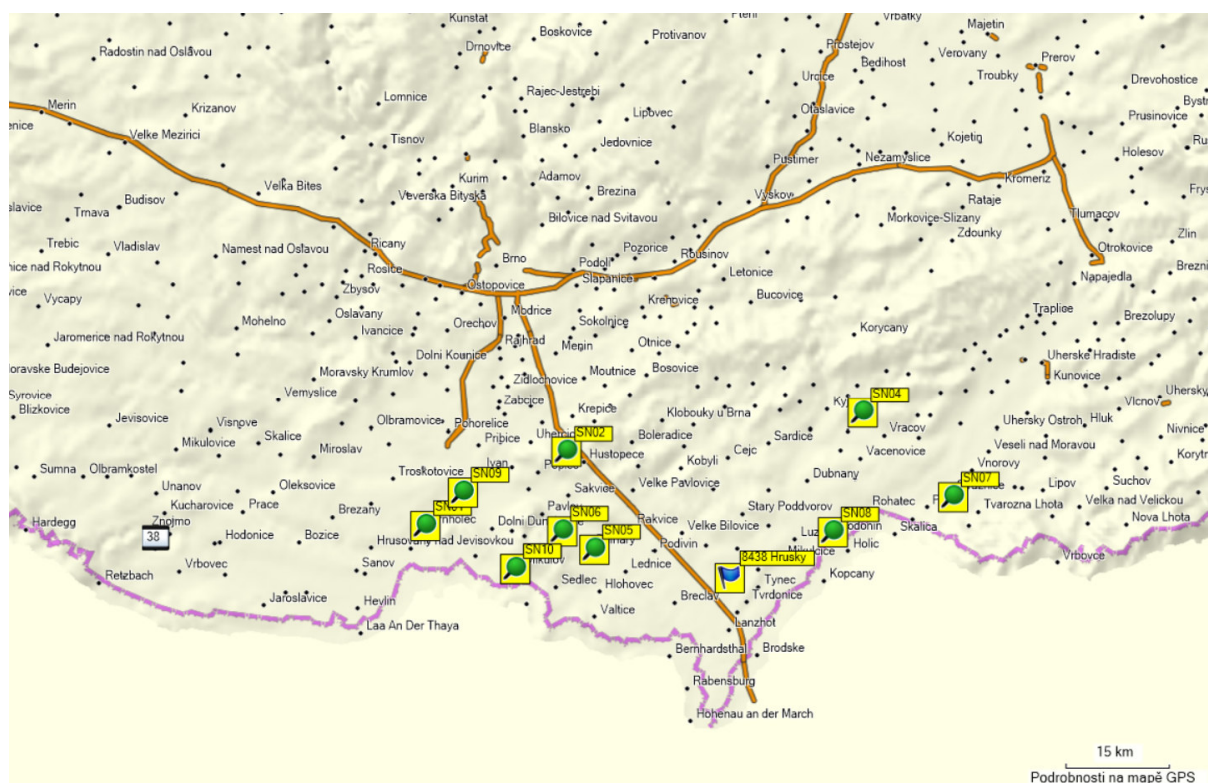 Kunstat
Boskovice
Protivanov
Pteni
Vrbatky
Majetin
Radostin nad Oslavou
Drnovice
Prostejov
Verovany
Prerov
Bedihost
Urcice
Troubky
Drevohostice
Merin
Krizanov
Lomnice
Rajec-Jestrebi
Lipovec
Otaslavice
Prusinovice
Velke Mezirici
Tisnov
Blansko
Jedovnice
Kojetin
Holesov
Pustimer
Nezamyslice
Velka Bites
Kurim
Adamov
Brezina
Kromeriz
Veverska Bityska
Vyskov
Rataje
Budisov
Trnava
Bilovice nad Svitavou
Morkovice-Slizany
Tlumacov
Zdounky
Trebic
Vladislav
Namest nad Oslavou
Ricany
Brno
Podoli
Pozorice
Rousinov
Otrokovice
Zlin
Rosice
Slapanice
Letonice
Napajedla
Vycapy
Zbysov
Ostopovice
Bucovice
Modrice
Krenovice
Mohelno
Oslavany
Ivancice
Orechov
Sokolnice
Korycany
Traplice
Brezolupy
Jaromerice nad Rokytnou
Rajhrad
Menin
Otnice
Dolni Kounice
Uherske Hradiste
Moravske Budejovice
Moravsky Krumlov
Zidlochovice
Moutnice
Bosovice
Kunovice
Syrovice
Blizkovice
Vemyslice
Zabcice
SN04
Jevisovice
Visnove
Olbramovice
Pohorelice
Krepice
Klobouky u Brna
Vracov
Uhersky Ostroh
Hluk
Vlcnov
Mikulovice
Skalice
Miroslav
Pribice
SN02
Boleradice
Cejc
Sardice
Vacenovice
Veseli nad Moravou
Nivnice
Hustopece
Kobyli
Sumna
Olbramkostel
Troskotovice
Ivan
Dubnany
Vnorovy
Unanov
Oleksovice
SN09
Sakvice
Velke Pavlovice
SN07
Lipov
Suchov
Kucharovice
Prace
Brezany
Stary Poddvorov
Rohatec
Tvarozna Lhota
Velka nad Velickou
Hardegg
Znojmo
38
SN06
Rakvice
SN08
Skalica
Nova Lhota
Hodonice
Bozice
Hrusovany nad Jevisovkou
SN05
Velke Bilovice
Holic
SN10
Podivin
8438 Hrusky
Vrbovce
Retzbach
Vrbovec
Sanov
Sedlec
Lednice
Tynec
Kopcany
Hlohovec
Jaroslavice
Hevlin
Valtice
Breclav
Tvrdonice
Laa An Der Thaya
Lanzhot
Bernhardsthal
Brodske
Rabensburg
Hohenau an der March
15 km
Podrobnosti na mapě GPS